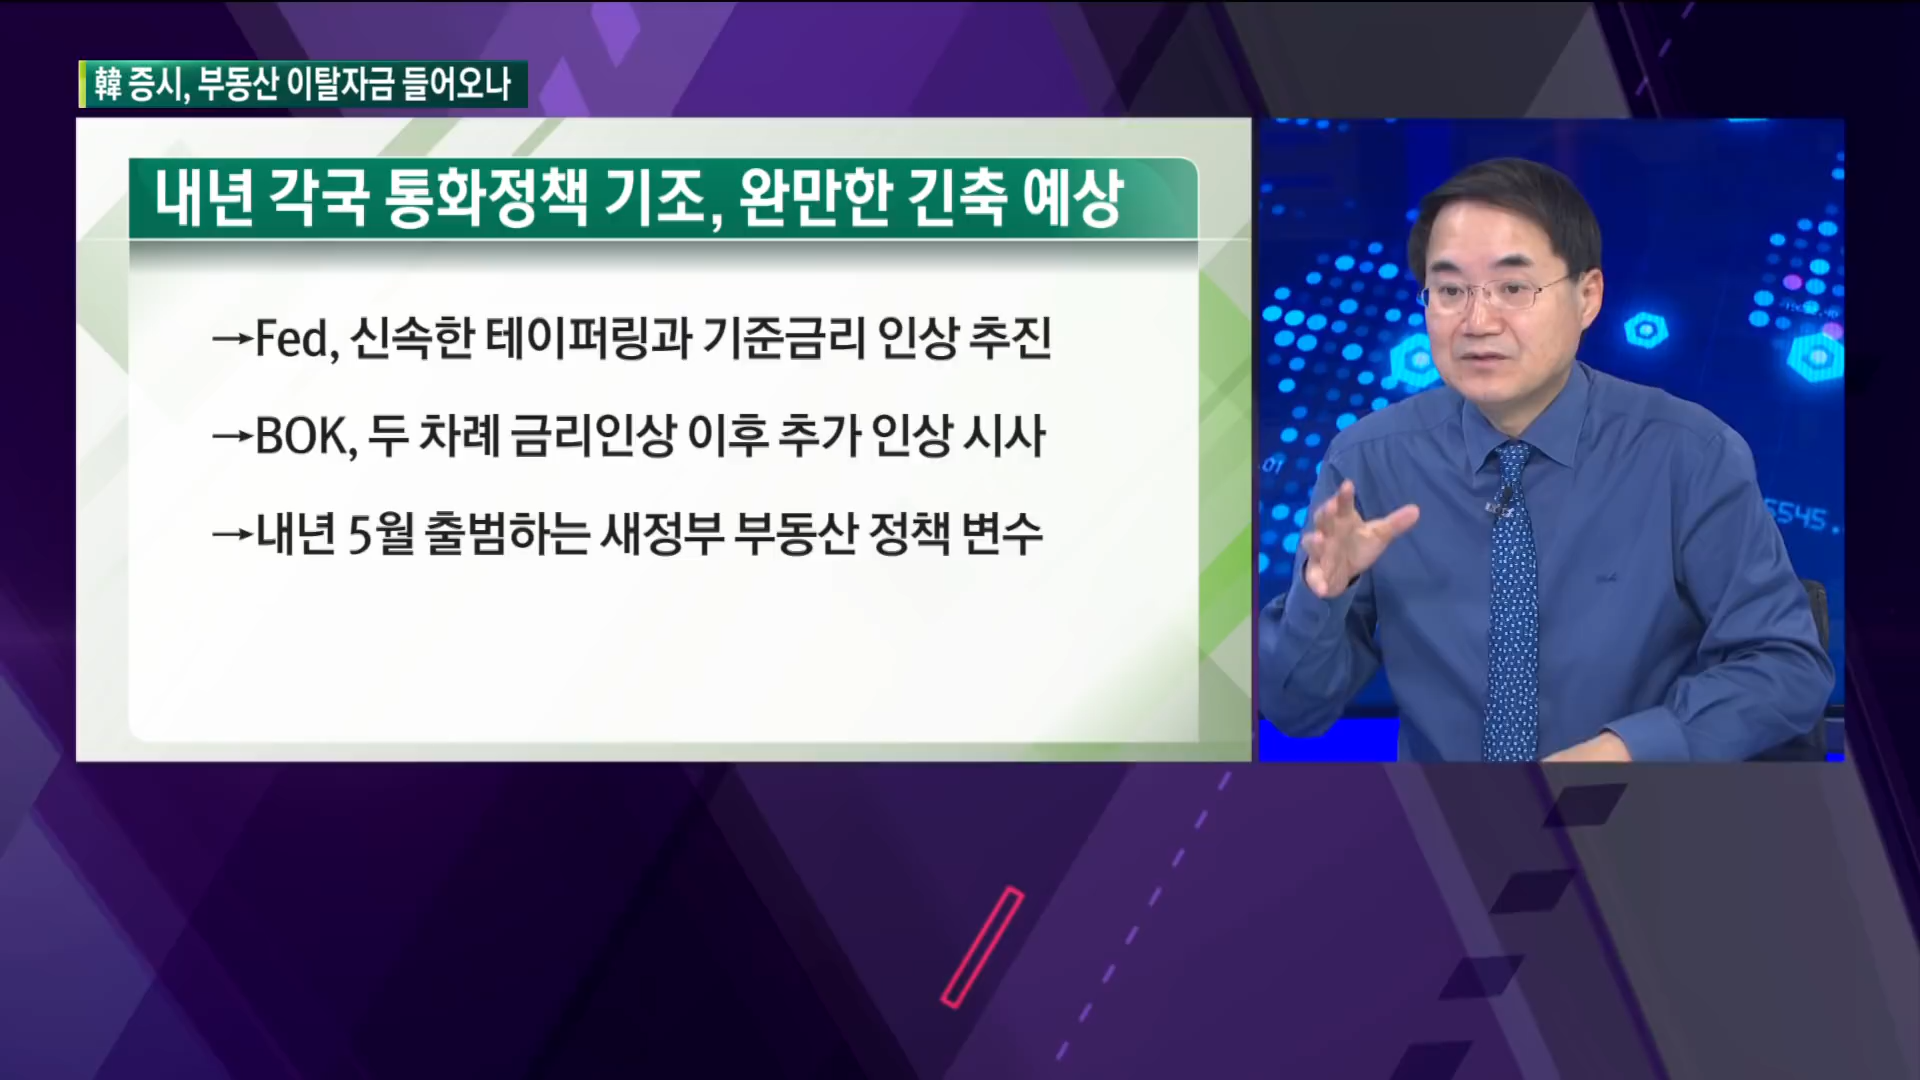 韓 증시, 부동산 이탈자금 들어오나
내년 각국 통화정책 기조, 완만한 긴축 예상
→Fed, 신속한 테이퍼링과 기준금리 인상 추진
→BOK, 두 차례 금리인상 이후 추가 인상 시사
→내년 5월 출범하는 새정부 부동산 정책 변수
.01
5545.